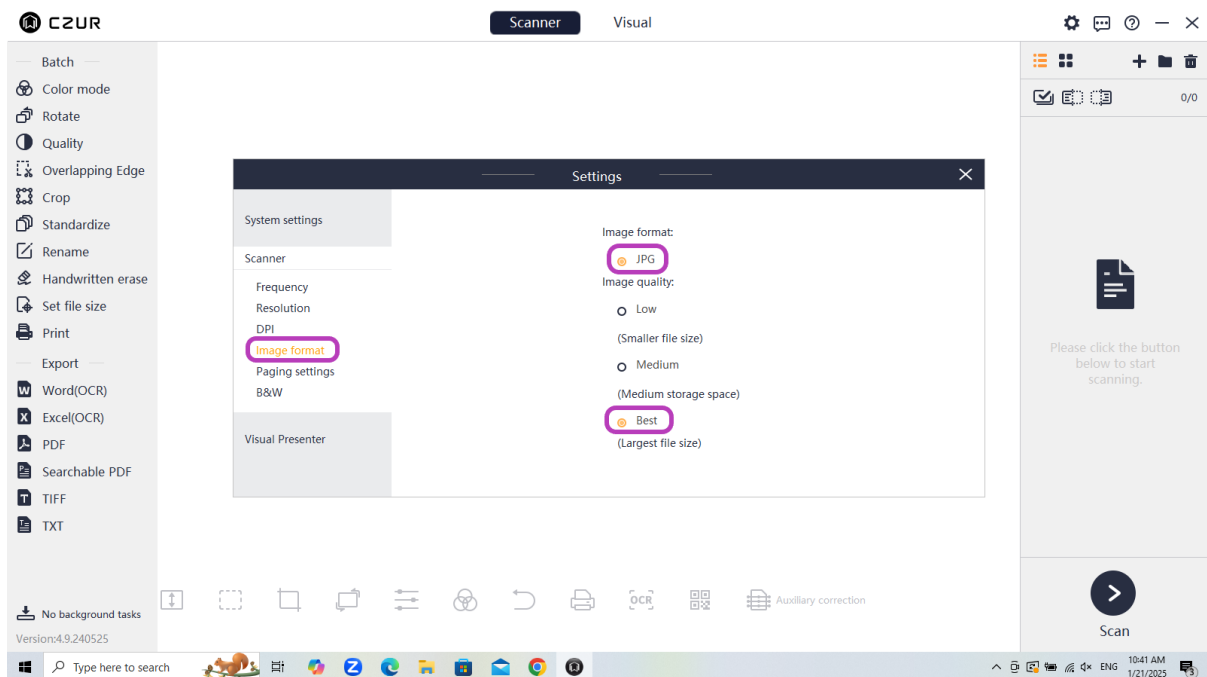 CZUR
Scanner
Visual
Batch
Color mode
Rotate
Quality
Overlapping Edge
Crop
Standardize
Rename
Handwritten erase
Set file size
Print
Export
Word(OCR)
Excel(OCR)
PDF
Searchable PDF
TIFF
TXT
No background tasks
Version:4.9.240525
Settings
System settings
Scanner
Frequency
Resolution
DPI
Image format
Paging settings
B&W
Visual Presenter
Image format:
JPG
Image quality:
Low
(Smaller file size)
Medium
(Medium storage space)
Best
(Largest file size)
OCR
Auxiliary correction
0/0
Please click the button
below to start
scanning.
Scan
Type here to search
ENG
10:41 AM
1/21/2025
3